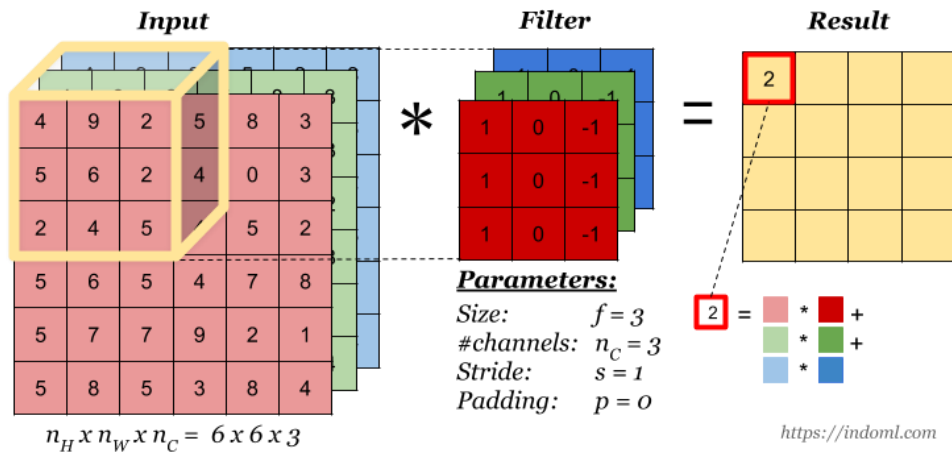 Input Filter Result
4 9 2 5 8 3
5 6 2 4 0 3
2 4 5 5 2
5 6 5 4 7 8
5 7 7 9 2 1
5 8 5 3 8 4
n_H x n_W x n_C = 6 x 6 x 3
*
1 0 -1
1 0 -1
1 0 -1
1 0 -1
=
2
Parameters:
Size: f = 3
#channels: n_C = 3
Stride: s = 1
Padding: p = 0
2 = * +
* +
*
https://indoml.com